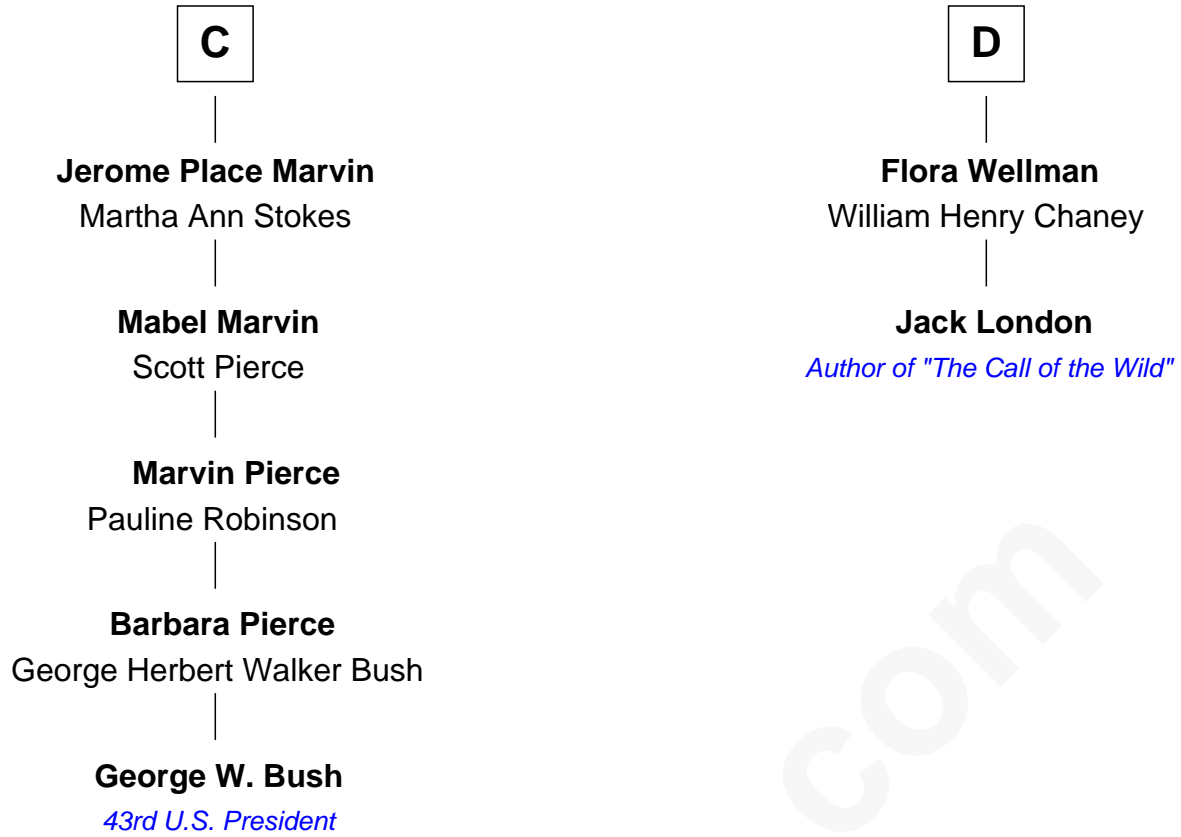 C
Jerome Place Marvin
Martha Ann Stokes
Mabel Marvin
Scott Pierce
Marvin Pierce
Pauline Robinson
Barbara Pierce
George Herbert Walker Bush
George W. Bush
43rd U.S. President
D
Flora Wellman
William Henry Chaney
Jack London
Author of "The Call of the Wild"
com